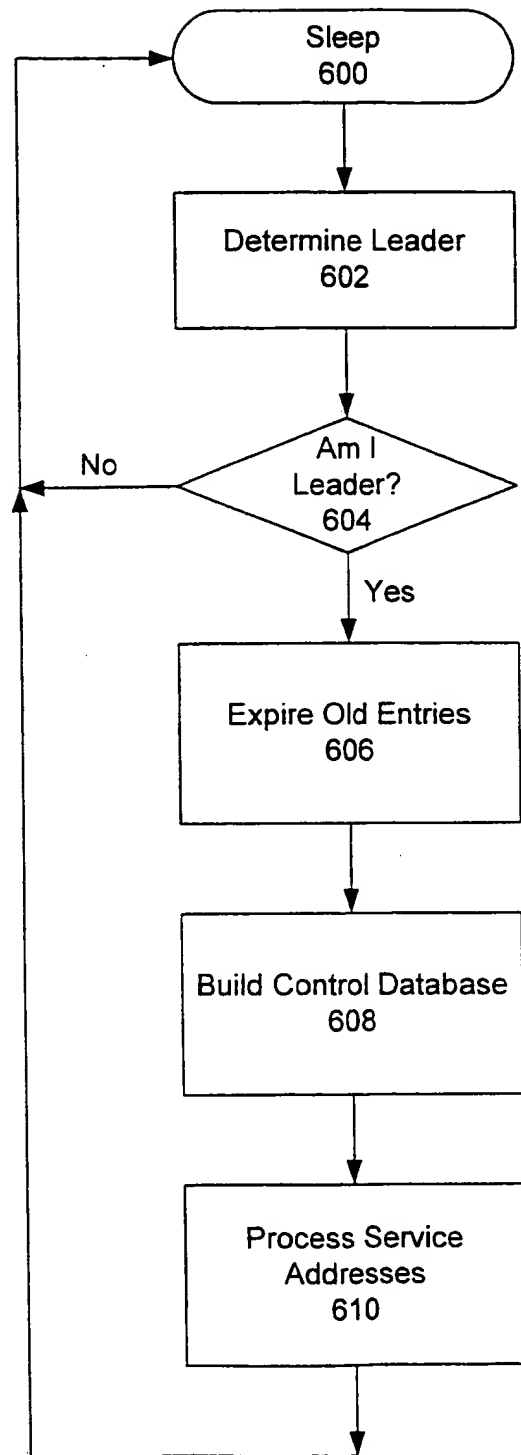 Sleep
600
Determine Leader
602
Am I
Leader?
604
No
Yes
Expire Old Entries
606
Build Control Database
608
Process Service
Addresses
610